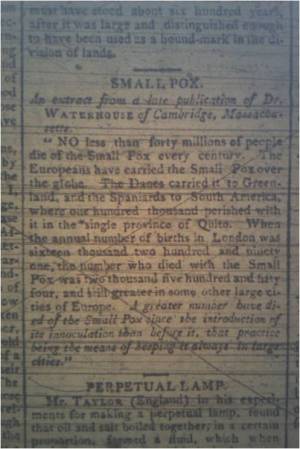 must have stood about six hundred years,
after it was large and distinguished enough
to have been used as a bound-mark in the di-
vision of lands.
SMALL POX.
An extract from a late publication of Dr.
WATERHOUSE of Cambridge, Massachu-
setts.
" NO less than forty millions of people
die of the Small Pox every century. The
Europeans have carried the Small Pox over
the globe. The Danes carried it to Green-
land, and the Spaniards to South America,
where one hundred thousand perished with
it in the single province of Quito. When
the annual number of births in London was
sixteen thousand two hundred and ninety
one, the number who died with the Small
Pox was two thousand five hundred and fifty
four, and still greater in some other large ci-
ties of Europe. A greater number have di-
ed of the Small Pox since the introduction of
its innoculation than before it, that practice
being the means of keeping it always in large
cities."
PERPETUAL LAMP.
Mr. TAYLOR (England) in his experi-
ments for making a perpetual lamp, found
that oil and salt boiled together, in a certain
proportion, formed a fluid, which when